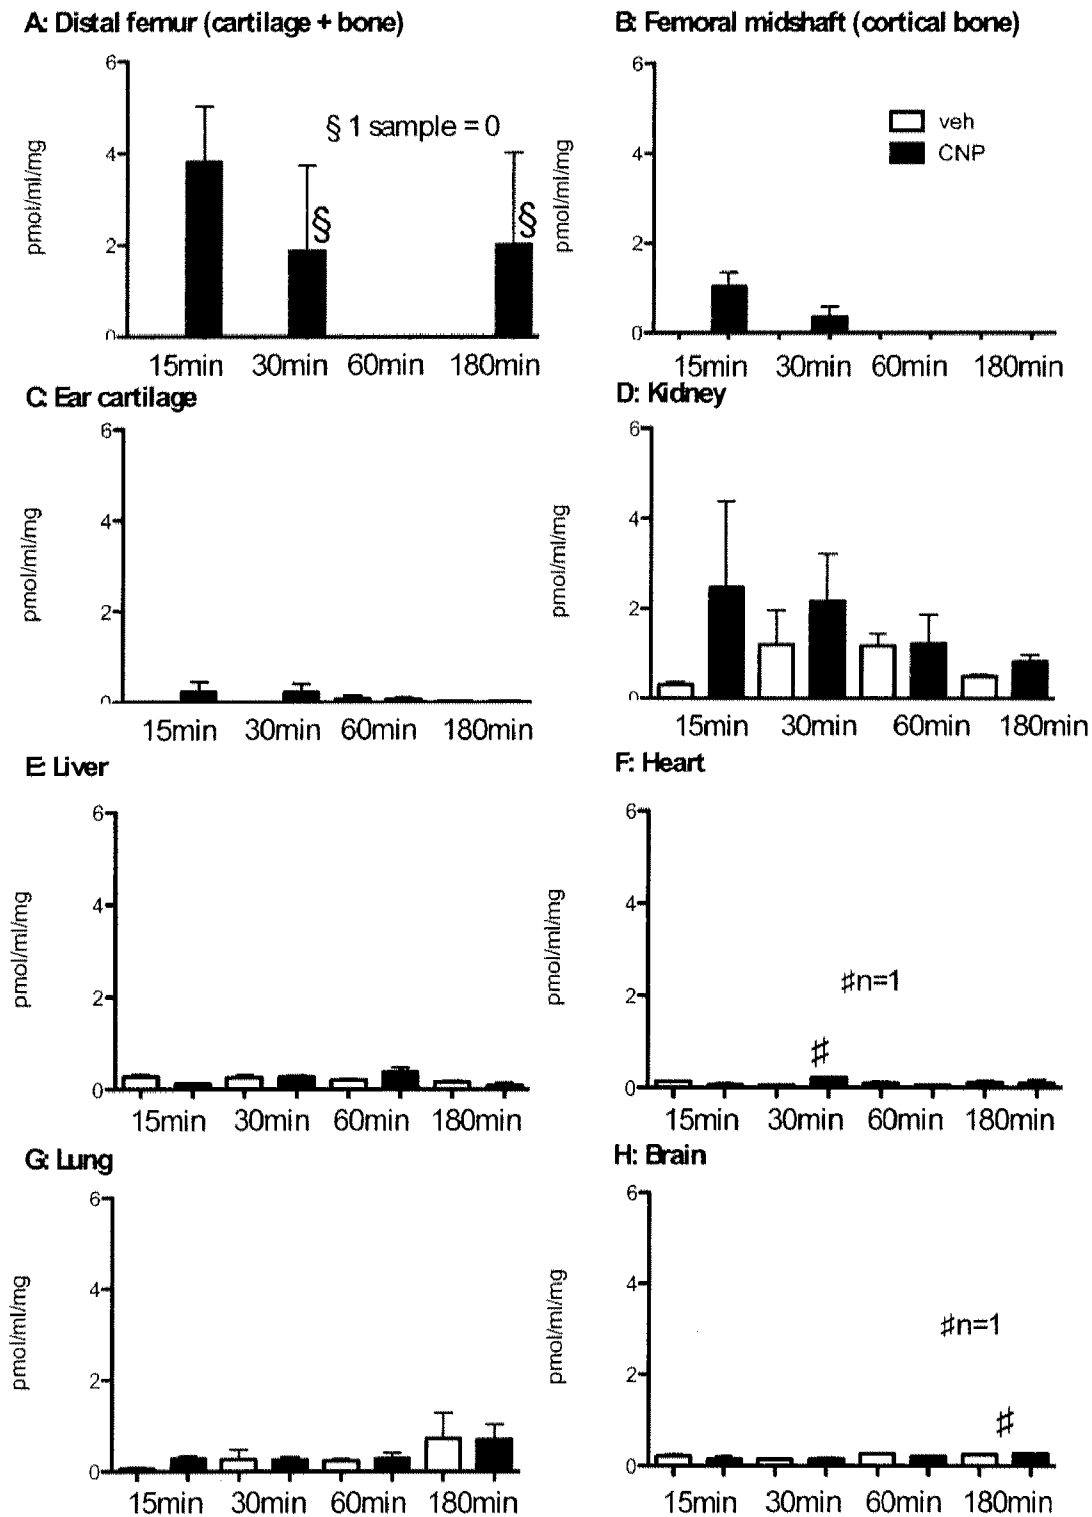 A: Distal femur (cartilage + bone)
6
4
2
0
pmol/ml/mg
§ 1 sample = 0
§
§
15min 30min 60min 180min
B: Femoral midshaft (cortical bone)
6
4
2
0
pmol/ml/mg
veh
CNP
15min 30min 60min 180min
C: Ear cartilage
6
4
2
0
pmol/ml/mg
15min 30min 60min 180min
D: Kidney
6
4
2
0
pmol/ml/mg
15min 30min 60min 180min
E: Liver
6
4
2
0
pmol/ml/mg
15min 30min 60min 180min
F: Heart
6
4
2
0
pmol/ml/mg
♯n=1
♯
15min 30min 60min 180min
G: Lung
6
4
2
0
pmol/ml/mg
15min 30min 60min 180min
H: Brain
6
4
2
0
pmol/ml/mg
♯n=1
♯
15min 30min 60min 180min